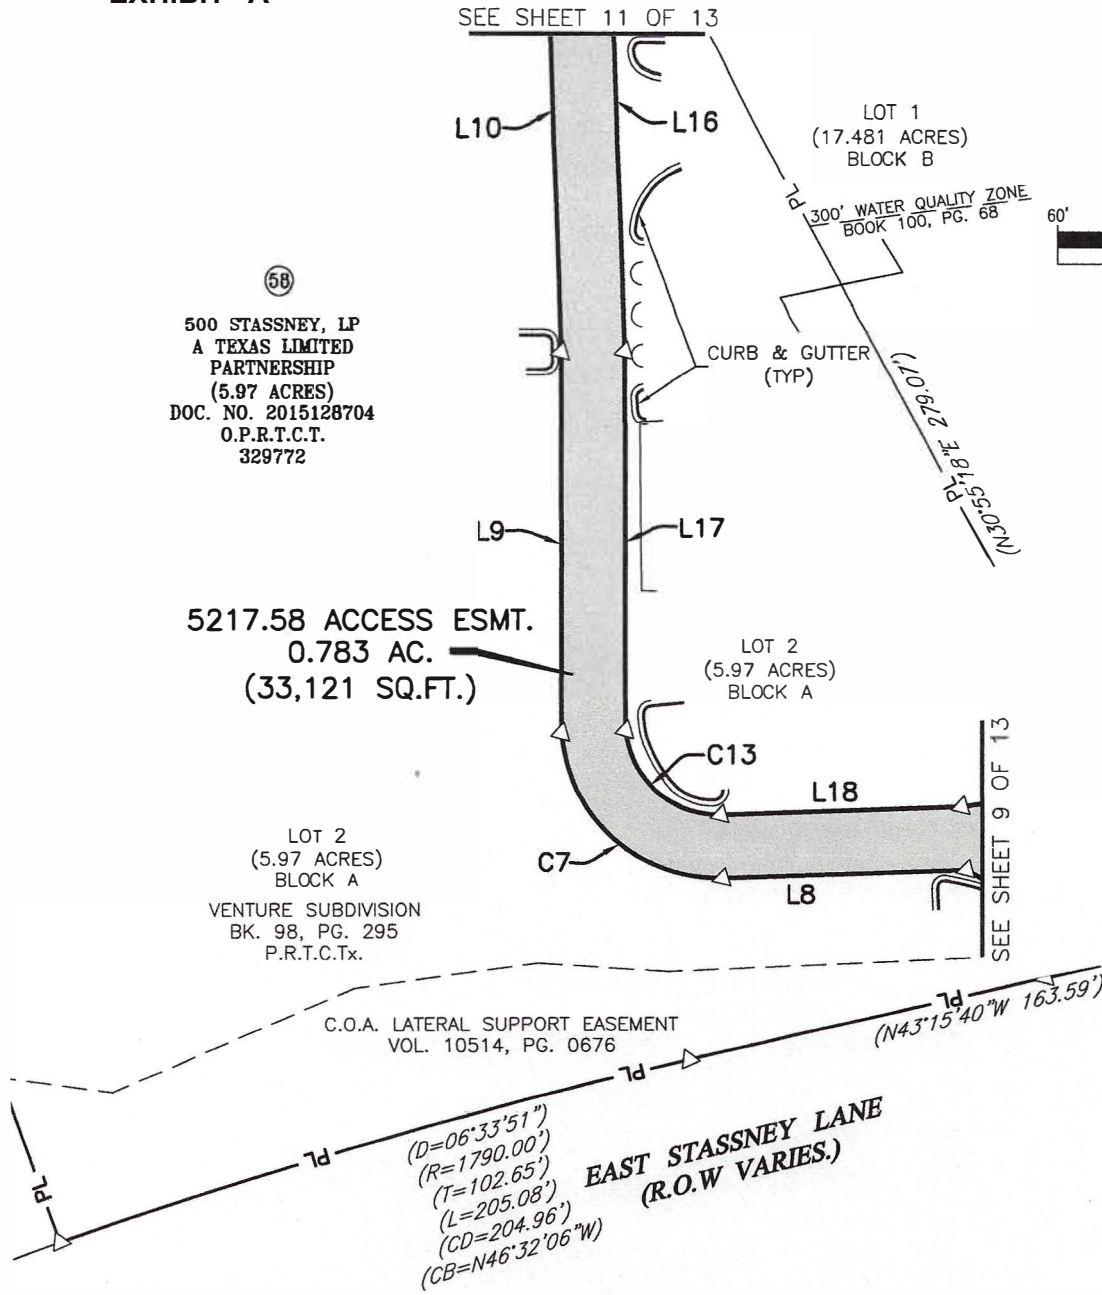 EXHIBIT "A"
SEE SHEET 11 OF 13
L10
L16
LOT 1
(17.481 ACRES)
BLOCK B
PL
300' WATER QUALITY ZONE
BOOK 100, PG. 68
60'
58
500 STASSNEY, LP
A TEXAS LIMITED
PARTNERSHIP
(5.97 ACRES)
DOC. NO. 2015128704
O.P.R.T.C.T.
329772
CURB & GUTTER
(TYP)
(N30°55'18"E 279.07')
PL
L9
L17
5217.58 ACCESS ESMT.
0.783 AC.
(33,121 SQ.FT.)
LOT 2
(5.97 ACRES)
BLOCK A
C13
L18
SEE SHEET 9 OF 13
C7
L8
LOT 2
(5.97 ACRES)
BLOCK A
VENTURE SUBDIVISION
BK. 98, PG. 295
P.R.T.C.Tx.
C.O.A. LATERAL SUPPORT EASEMENT
VOL. 10514, PG. 0676
PL
(N43°15'40"W 163.59')
PL
PL
PL
(D=06°33'51")
(R=1790.00')
(T=102.65')
(L=205.08')
(CD=204.96')
(CB=N46°32'06"W)
EAST STASSNEY LANE
(R.O.W VARIES.)